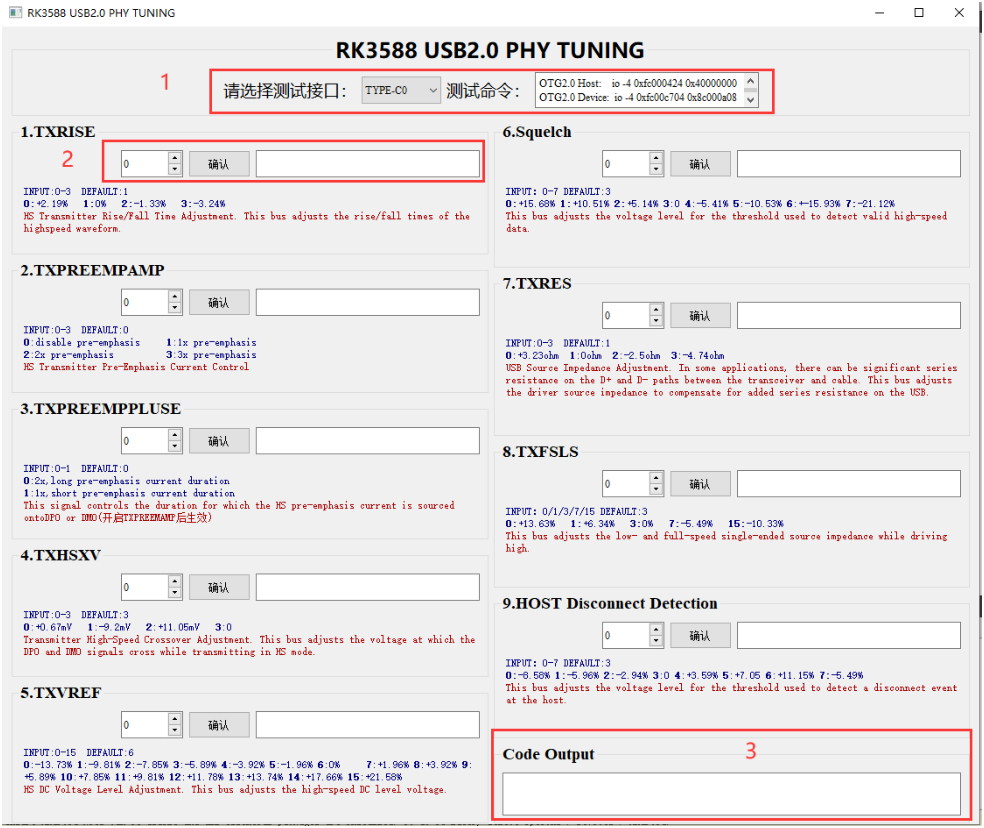 RK3588 USB2.0 PHY TUNING
RK3588 USB2.0 PHY TUNING
1
请选择测试接口： TYPE-C0 测试命令： OTG2.0 Host: io -4 0xfc000424 0x40000000
OTG2.0 Device: io -4 0xfc00c704 0x8c000a08
1.TXRISE
2
0 确认
INPUT:0-3 DEFAULT:1
0:+2.19% 1:0% 2:-1.33% 3:-3.24%
HS Transmitter Rise/Fall Time Adjustment. This bus adjusts the rise/fall times of the
highspeed waveform.
2.TXPREEMPAMP
0 确认
INPUT:0-3 DEFAULT:0
0:disable pre-emphasis 1:1x pre-emphasis
2:2x pre-emphasis 3:3x pre-emphasis
HS Transmitter Pre-Emphasis Current Control
3.TXPREEMPPLUSE
0 确认
INPUT:0-1 DEFAULT:0
0:2x,long pre-emphasis current duration
1:1x,short pre-emphasis current duration
This signal controls the duration for which the HS pre-emphasis current is sourced
ontoDPO or DMO(开启TXPREEMAMP后生效)
4.TXHSXV
0 确认
INPUT:0-3 DEFAULT:3
0:+0.67mV 1:-9.2mV 2:+11.05mV 3:0
Transmitter High-Speed Crossover Adjustment. This bus adjusts the voltage at which the
DPO and DMO signals cross while transmitting in HS mode.
5.TXVREF
0 确认
INPUT:0-15 DEFAULT:6
0:-13.73% 1:-9.81% 2:-7.85% 3:-5.89% 4:-3.92% 5:-1.96% 6:0% 7:+1.96% 8:+3.92% 9:
+5.89% 10:+7.85% 11:+9.81% 12:+11.78% 13:+13.74% 14:+17.66% 15:+21.58%
HS DC Voltage Level Adjustment. This bus adjusts the high-speed DC level voltage.
6.Squelch
0 确认
INPUT: 0-7 DEFAULT:3
0:+15.68% 1:+10.51% 2:+5.14% 3:0 4:-5.41% 5:-10.53% 6:+-15.93% 7:-21.12%
This bus adjusts the voltage level for the threshold used to detect valid high-speed
data.
7.TXRES
0 确认
INPUT:0-3 DEFAULT:1
0:+3.23ohm 1:0ohm 2:-2.5ohm 3:-4.74ohm
USB Source Impedance Adjustment. In some applications, there can be significant series
resistance on the D+ and D- paths between the transceiver and cable. This bus adjusts
the driver source impedance to compensate for added series resistance on the USB.
8.TXFSLS
0 确认
INPUT: 0/1/3/7/15 DEFAULT:3
0:+13.63% 1:+6.34% 3:0% 7:-5.49% 15:-10.33%
This bus adjusts the low- and full-speed single-ended source impedance while driving
high.
9.HOST Disconnect Detection
0 确认
INPUT: 0-7 DEFAULT:3
0:-8.58% 1:-5.96% 2:-2.94% 3:0 4:+3.59% 5:+7.05 6:+11.15% 7:-5.49%
This bus adjusts the voltage level for the threshold used to detect a disconnect event
at the host.
Code Output
3